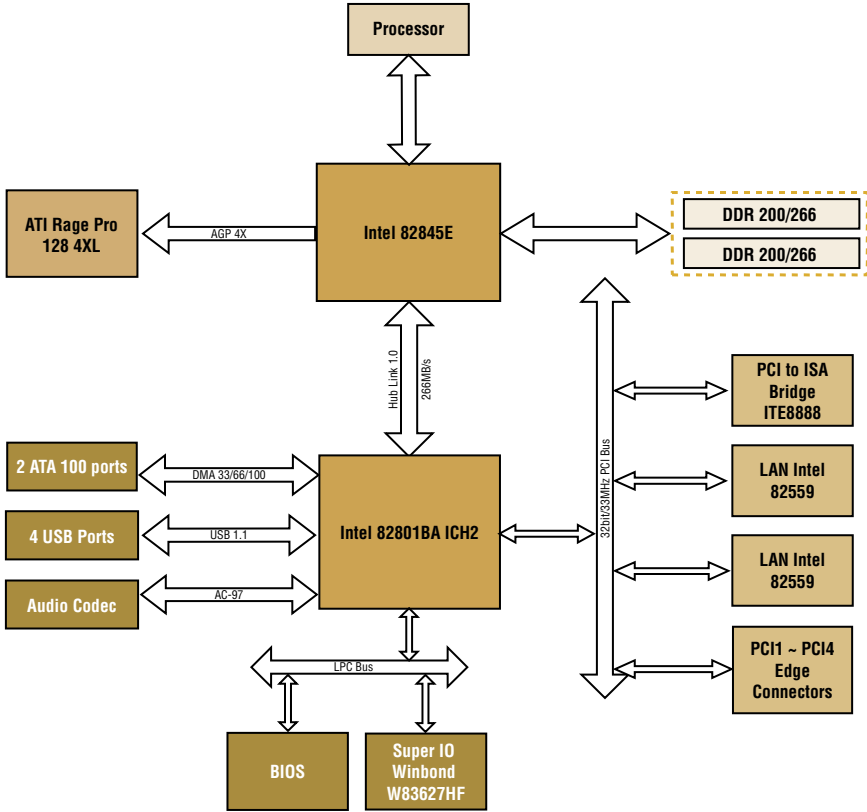 Processor
ATI Rage Pro
128 4XL
AGP 4X
Intel 82845E
DDR 200/266
DDR 200/266
Hub Link 1.0
266MB/s
32bit/33MHz PCI Bus
PCI to ISA
Bridge
ITE8888
LAN Intel
82559
LAN Intel
82559
PCI1 ~ PCI4
Edge
Connectors
2 ATA 100 ports
DMA 33/66/100
4 USB Ports
USB 1.1
Audio Codec
AC-97
Intel 82801BA ICH2
LPC Bus
BIOS
Super IO
Winbond
W83627HF